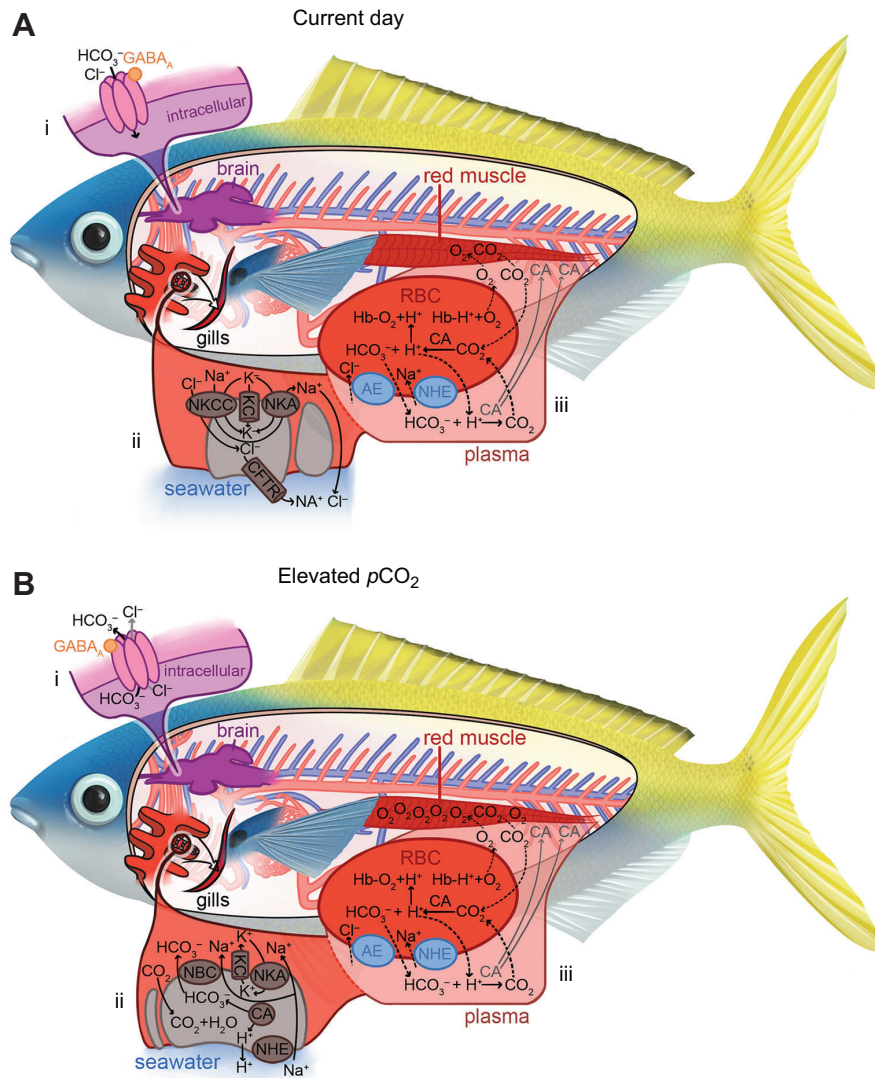 A
Current day
HCO₃⁻
GABA_A
Cl⁻
intracellular
i
brain
red muscle
O₂ CO₂
O₂ CO₂
CA CA
RBC
Hb-O₂+H⁺ Hb-H⁺+O₂
CA
HCO₃⁻ + H⁺ CO₂
gills
Cl⁻ Na⁺
AE NHE
Cl⁻ Na⁺ K⁻ Na⁺
NKCC KC NKA
CA
iii
HCO₃⁻ + H⁺ CO₂
K⁻
ii
Cl⁻
plasma
CFTR
seawater
NA⁺ Cl⁻
B
Elevated pCO₂
Cl⁻
HCO₃⁻
GABA_A
intracellular
i
HCO₃⁻ Cl⁻
brain
red muscle
O₂ O₂ O₂ O₂ O₂ CO₂ O₂
O₂ CO₂
CA CA
RBC
Hb-O₂+H⁺ Hb-H⁺+O₂
CA
HCO₃⁻ + H⁺ CO₂
gills
Cl⁻ Na⁺
AE NHE
K⁺
HCO₃⁻ Na⁺ Na⁺
CO₂ NBC KC NKA
CA
iii
HCO₃⁻ + H⁺ CO₂
K⁺
HCO₃⁻
ii
CA
CO₂+H₂O
plasma
H⁺
NHE
seawater
H⁺
Na⁺